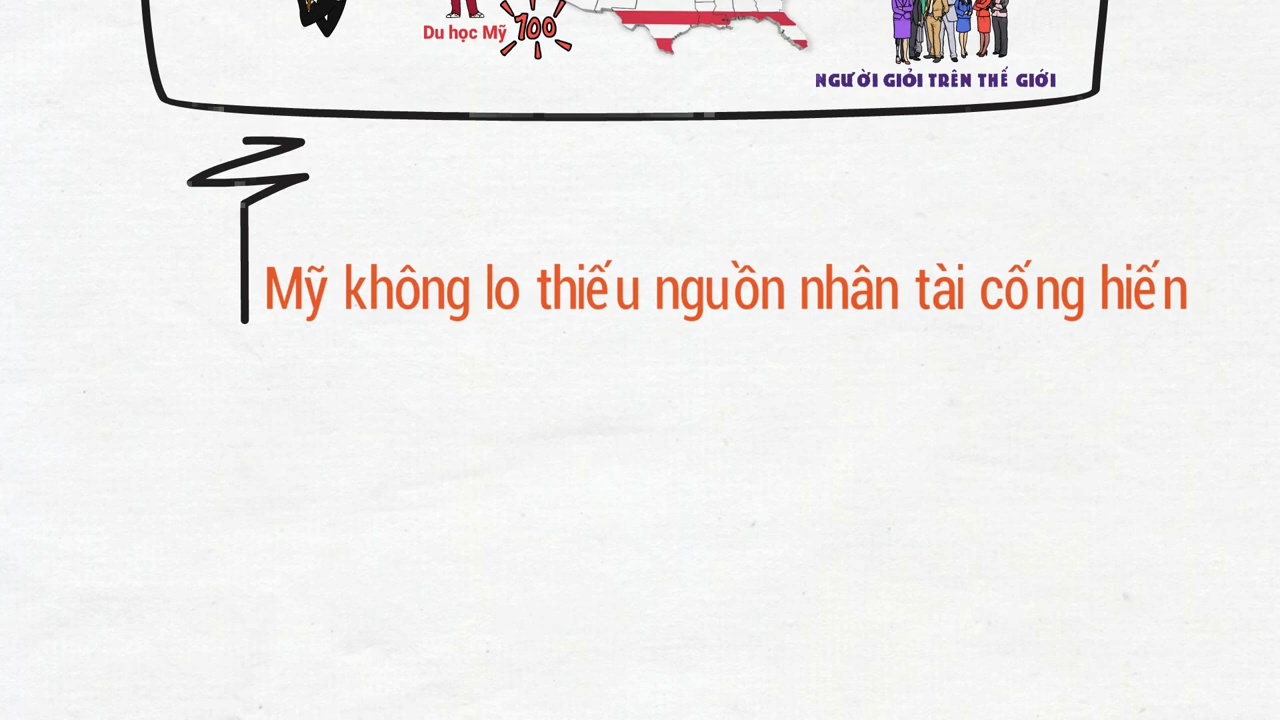 Du học Mỹ 100
NGƯỜI GIỎI TRÊN THẾ GIỚI
Mỹ không lo thiếu nguồn nhân tài cống hiến